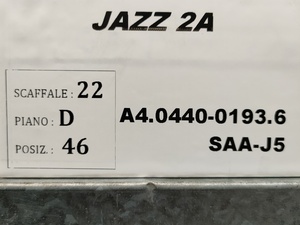 JAZZ 2A
SCAFFALE : 22
PIANO : D
POSIZ. : 46
A4.0440-0193.6
SAA-J5